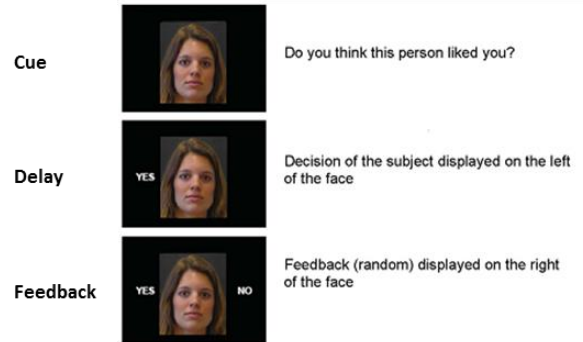 Cue
Do you think this person liked you?
Delay
YES
Decision of the subject displayed on the left
of the face
Feedback
YES
NO
Feedback (random) displayed on the right
of the face